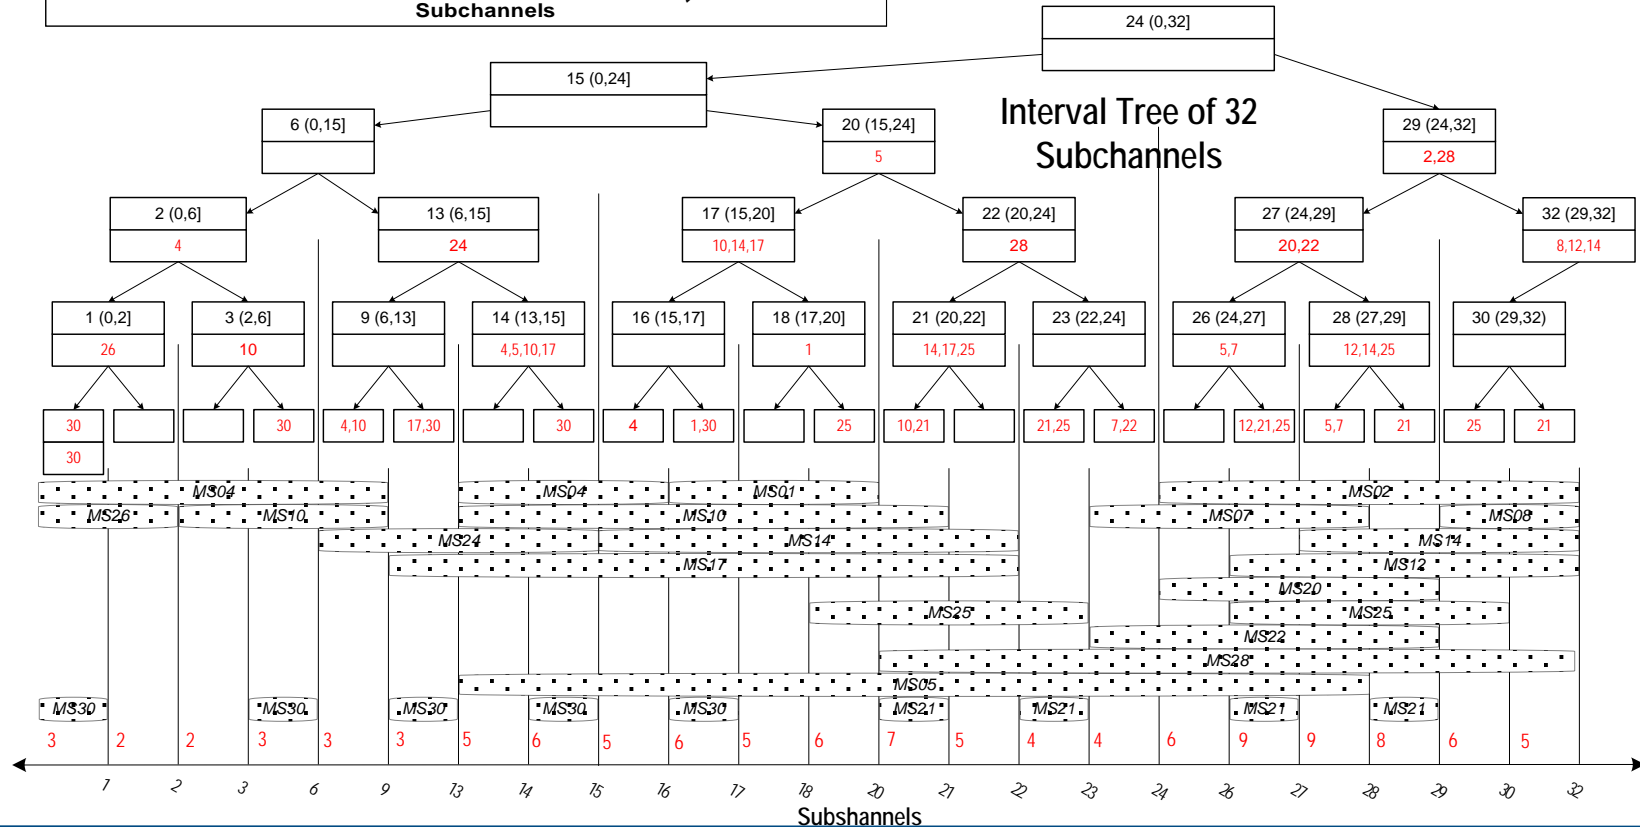 Subchannels
24 (0,32]
15 (0,24]
Interval Tree of 32
Subchannels
6 (0,15]
20 (15,24]
5
29 (24,32]
2,28
2 (0,6]
4
13 (6,15]
24
17 (15,20]
10,14,17
22 (20,24]
28
27 (24,29]
20,22
32 (29,32]
8,12,14
1 (0,2]
26
3 (2,6]
10
9 (6,13]
14 (13,15]
4,5,10,17
16 (15,17]
18 (17,20]
1
21 (20,22]
14,17,25
23 (22,24]
26 (24,27]
5,7
28 (27,29]
12,14,25
30 (29,32)
30 30 4,10 17,30 30 4 1,30 25 10,21 21,25 7,22 12,21,25 5,7 21 25 21
30
MS04 MS04 MS01 MS02
MS26 MS10 MS10 MS07 MS08
MS24 MS14 MS14
MS17 MS12
MS20
MS25 MS25
MS22
MS28
MS05
MS30 MS30 MS30 MS30 MS30 MS21 MS21 MS21 MS21
3 2 2 3 3 3 5 6 5 6 5 6 7 5 4 4 6 9 9 8 6 5
1 2 3 6 9 13 14 15 16 17 18 20 21 22 23 24 26 27 28 29 30 32
Subshannels